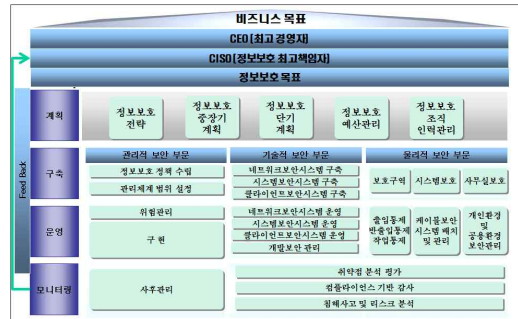 비즈니스 목표
CEO(최고경영자)
CISO(정보보호 최고책임자)
정보보호 목표
Feed Back
계획
정보보호
전략
정보보호
중장기
계획
정보보호
단기
계획
정보보호
예산관리
정보보호
조직
인력관리
구축
관리적 보안 부문
정보보호 정책 수립
관리체계 범위 설정
기술적 보안 부문
네트워크보안시스템 구축
시스템보안시스템 구축
클라이언트보안시스템 구축
물리적 보안 부문
보호구역
시스템보호
사무실보호
운영
위험관리
구 현
네트워크보안시스템 운영
시스템보안시스템 운영
클라이언트보안시스템 운영
개발보안 관리
출입통제
반출입통제
작업통제
케이블보안
시스템 배치
및 관리
개인환경
및
공용환경
보안관리
모니터링
사후관리
취약점 분석 평가
컴플라이언스 기반 감사
침해사고 및 리스크 분석